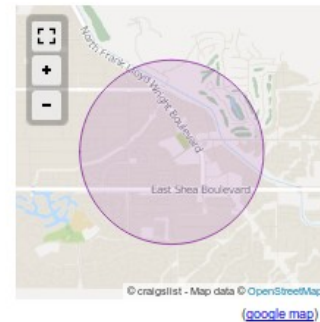 +
-
North Frank Lloyd Wright Boulevard
East Shea Boulevard
© craigslist - Map data © OpenStreetMap
(google map)